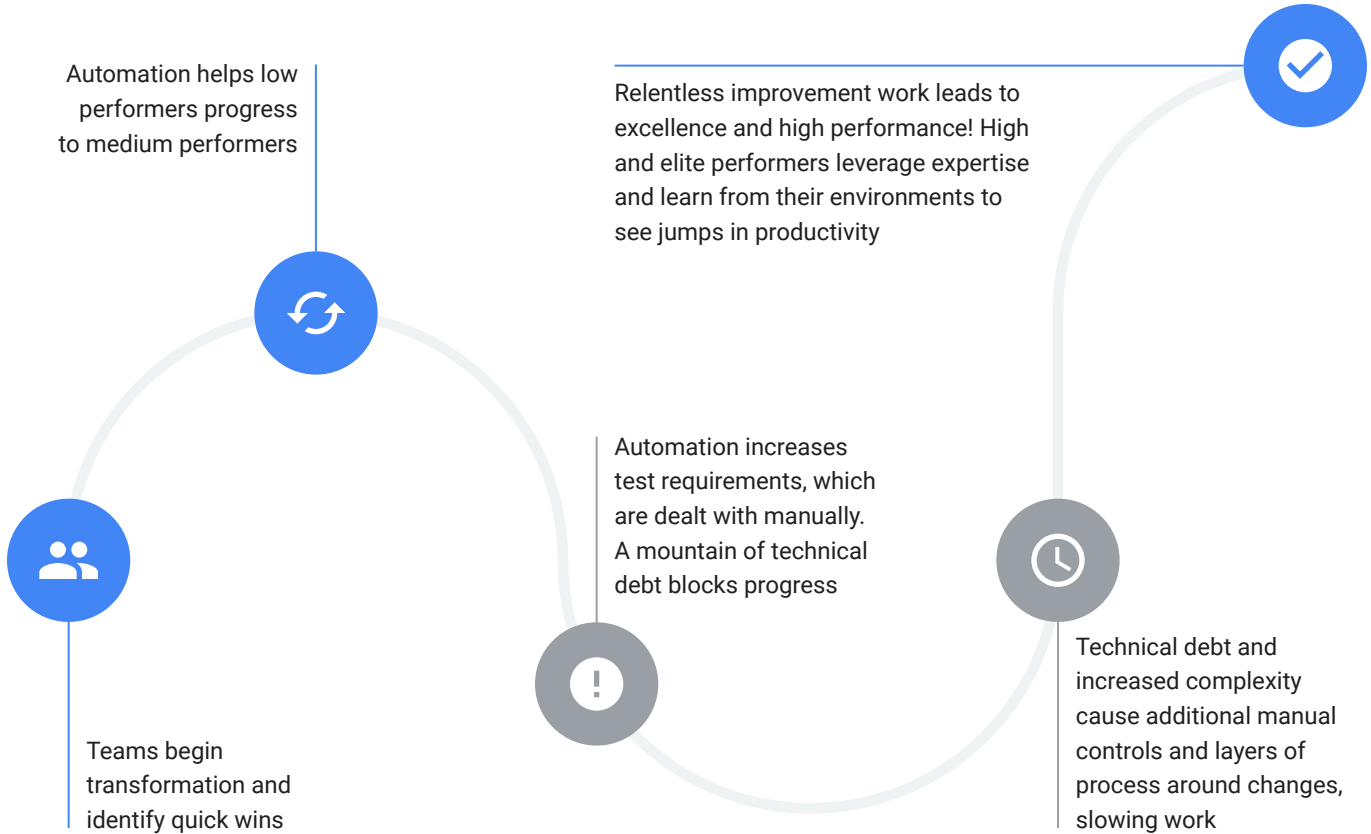 Teams begin
transformation and
identify quick wins
Automation helps low
performers progress
to medium performers
Automation increases
test requirements, which
are dealt with manually.
A mountain of technical
debt blocks progress
Technical debt and
increased complexity
cause additional manual
controls and layers of
process around changes,
slowing work
Relentless improvement work leads to
excellence and high performance! High
and elite performers leverage expertise
and learn from their environments to
see jumps in productivity